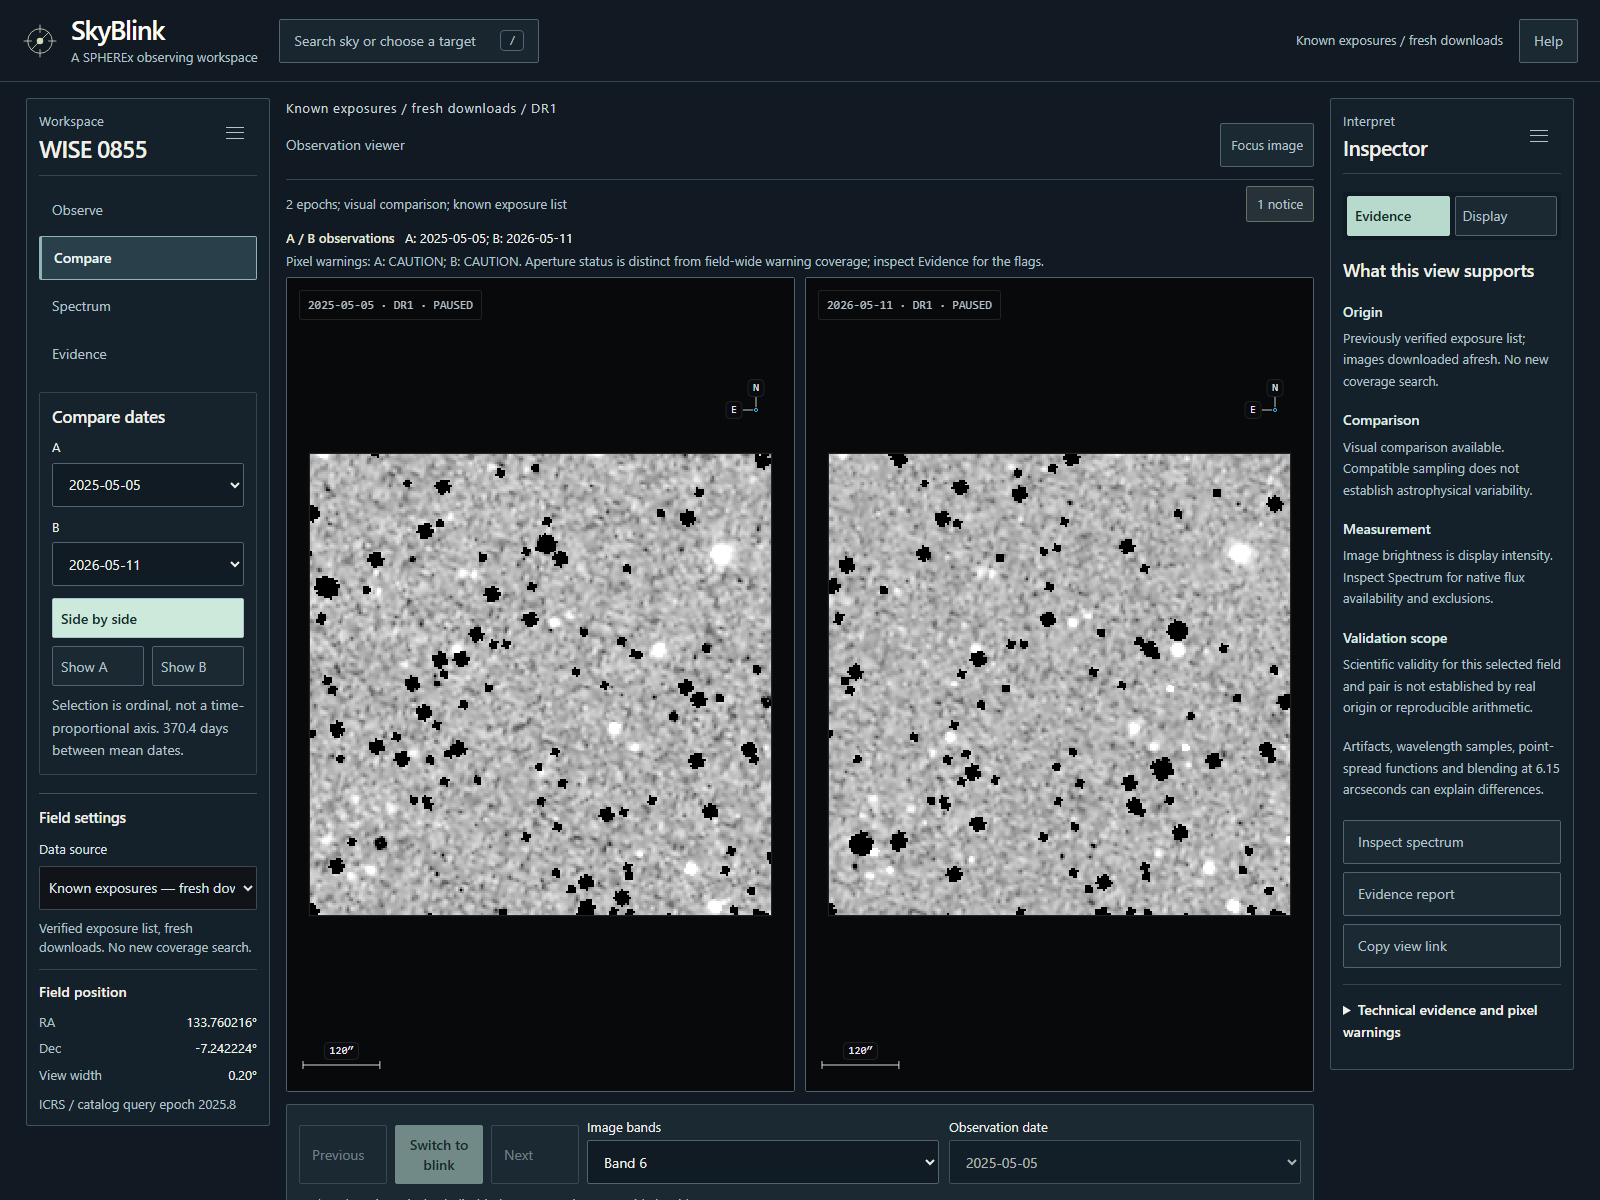 SkyBlink
A SPHEREx observing workspace
Search sky or choose a target /
Known exposures / fresh downloads
Help
Workspace
WISE 0855
Observe
Compare
Spectrum
Evidence
Compare dates
A
2025-05-05
B
2026-05-11
Side by side
Show A
Show B
Selection is ordinal, not a time-
proportional axis. 370.4 days
between mean dates.
Field settings
Data source
Known exposures — fresh dov
Verified exposure list, fresh
downloads. No new coverage search.
Field position
RA 133.760216°
Dec -7.242224°
View width 0.20°
ICRS / catalog query epoch 2025.8
Known exposures / fresh downloads / DR1
Observation viewer
Focus image
2 epochs; visual comparison; known exposure list
1 notice
A / B observations A: 2025-05-05; B: 2026-05-11
Pixel warnings: A: CAUTION; B: CAUTION. Aperture status is distinct from field-wide warning coverage; inspect Evidence for the flags.
2025-05-05 · DR1 · PAUSED
N
E
120″
2026-05-11 · DR1 · PAUSED
N
E
120″
Previous
Switch to
blink
Next
Image bands
Band 6
Observation date
2025-05-05
Interpret
Inspector
Evidence
Display
What this view supports
Origin
Previously verified exposure list;
images downloaded afresh. No new
coverage search.
Comparison
Visual comparison available.
Compatible sampling does not
establish astrophysical variability.
Measurement
Image brightness is display intensity.
Inspect Spectrum for native flux
availability and exclusions.
Validation scope
Scientific validity for this selected field
and pair is not established by real
origin or reproducible arithmetic.
Artifacts, wavelength samples, point-
spread functions and blending at 6.15
arcseconds can explain differences.
Inspect spectrum
Evidence report
Copy view link
Technical evidence and pixel
warnings